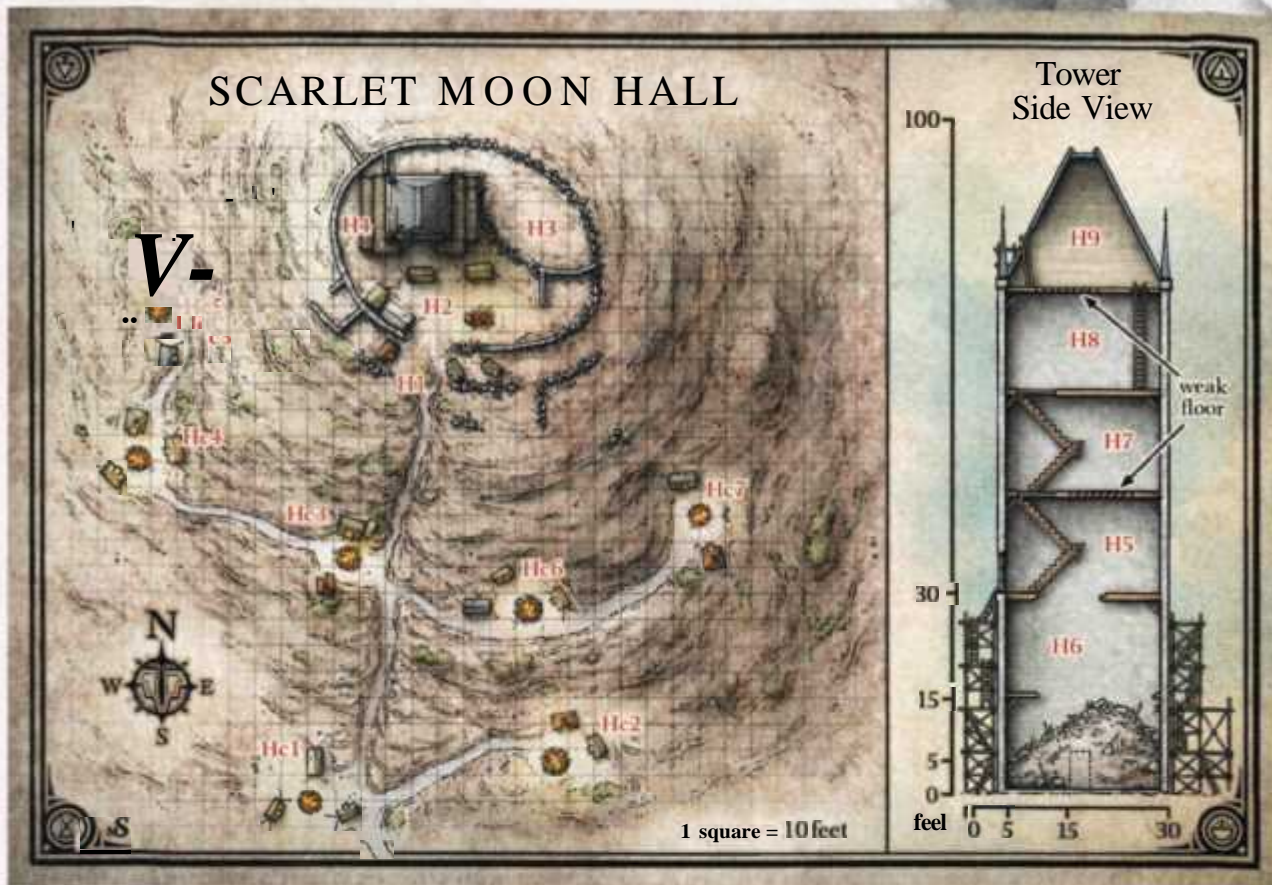 SCARLET MOON HALL
H4
H3
V-
H2
H1
Hc4
Hc3
Hc7
Hc6
N
W E
S
Hc2
Hc1
1 square = 10 feet
Tower
Side View
100
H9
H8
weak
floor
H7
H5
30
H6
15
5
0
feel 0 5 15 30